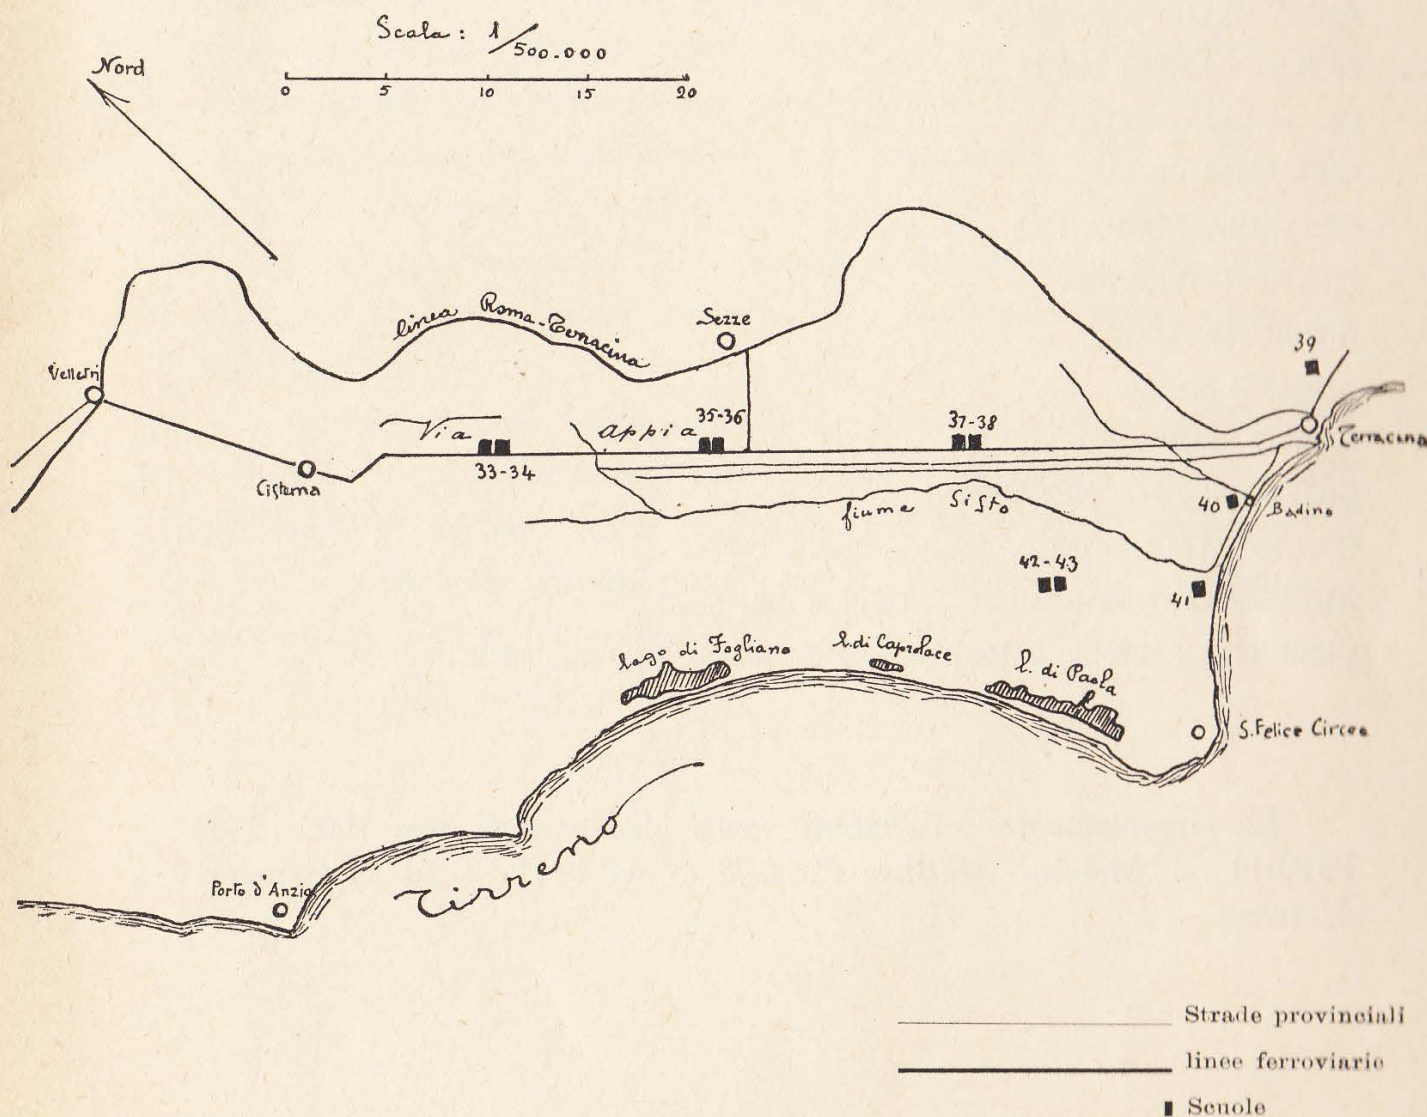 Scala: 1/500.000
0 5 10 15 20
Nord
linea Roma-Terracina
Sezze
Velletri
39
Via Appia
35-36
37-38
Terracina
33-34
Cisterna
fiume Sisto
40
Badino
42-43
41
lago di Fogliano
l. di Caprolace
l. di Paola
S. Felice Circeo
Tirreno
Porto d'Anzio
Strade provinciali
linee ferroviarie
Scuole